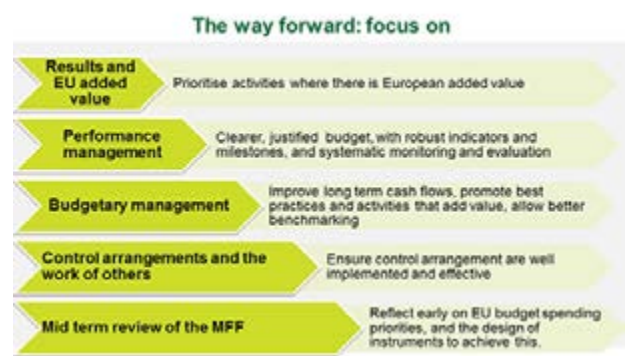 The way forward: focus on
Results and
EU added
value
Prioritise activities where there is European added value
Performance
management
Clearer, justified budget, with robust indicators and
milestones, and systematic monitoring and evaluation
Budgetary management
Improve long term cash flows, promote best
practices and activities that add value, allow better
benchmarking
Control arrangements and the
work of others
Ensure control arrangement are well
implemented and effective
Mid term review of the MFF
Reflect early on EU budget spending
priorities, and the design of
instruments to achieve this.